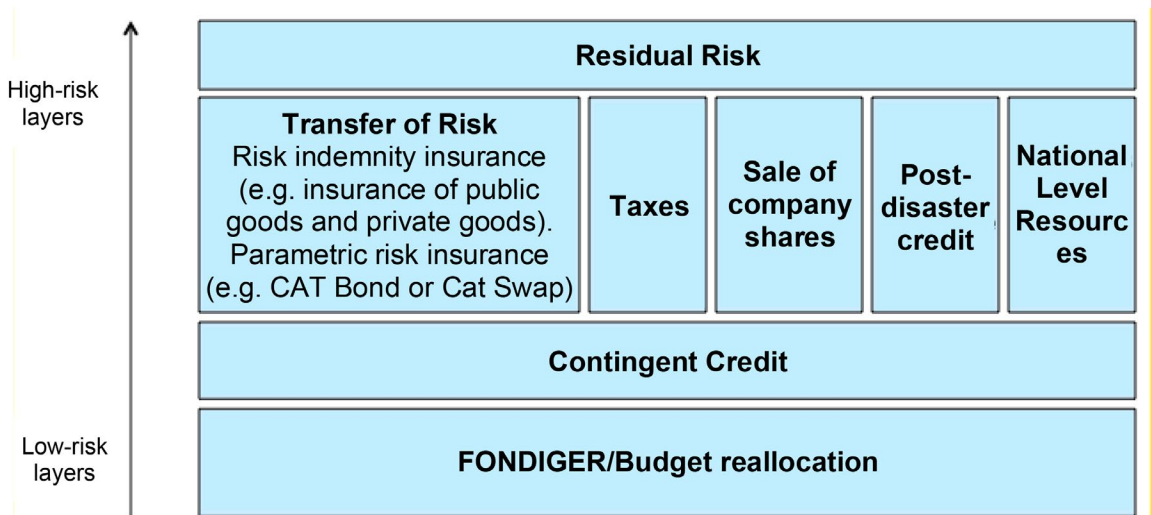 Residual Risk
High-risk
layers
Transfer of Risk
Risk indemnity insurance
(e.g. insurance of public
goods and private goods).
Parametric risk insurance
(e.g. CAT Bond or Cat Swap)
Taxes
Sale of
company
shares
Post-
disaster
credit
National
Level
Resourc
es
Contingent Credit
Low-risk
layers
FONDIGER/Budget reallocation